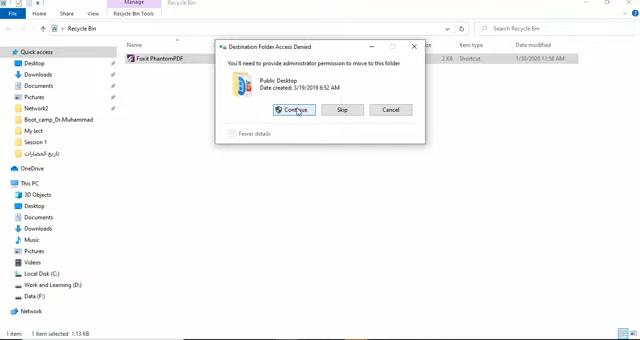 Manage
Recycle Bin
File
Home
Share
View
Recycle Bin Tools
Recycle Bin
Search Recycle Bin
Name
Item type
Date modified
Foxit PhantomPDF
2 KB
Shortcut
1/30/2020 11:58 AM
Quick access
Desktop
Downloads
Documents
Pictures
Network2
Boot_camp_Dr.Muhammad
My lect
Session 1
تاريخ الحضارات
OneDrive
This PC
3D Objects
Desktop
Documents
Downloads
Music
Pictures
Videos
Local Disk (C:)
Work and Learning (D:)
Data (F:)
Network
Destination Folder Access Denied
You'll need to provide administrator permission to move to this folder
Public Desktop
Date created: 3/19/2019 6:52 AM
Continue
Skip
Cancel
Fewer details
1 item
1 item selected 1.13 KB